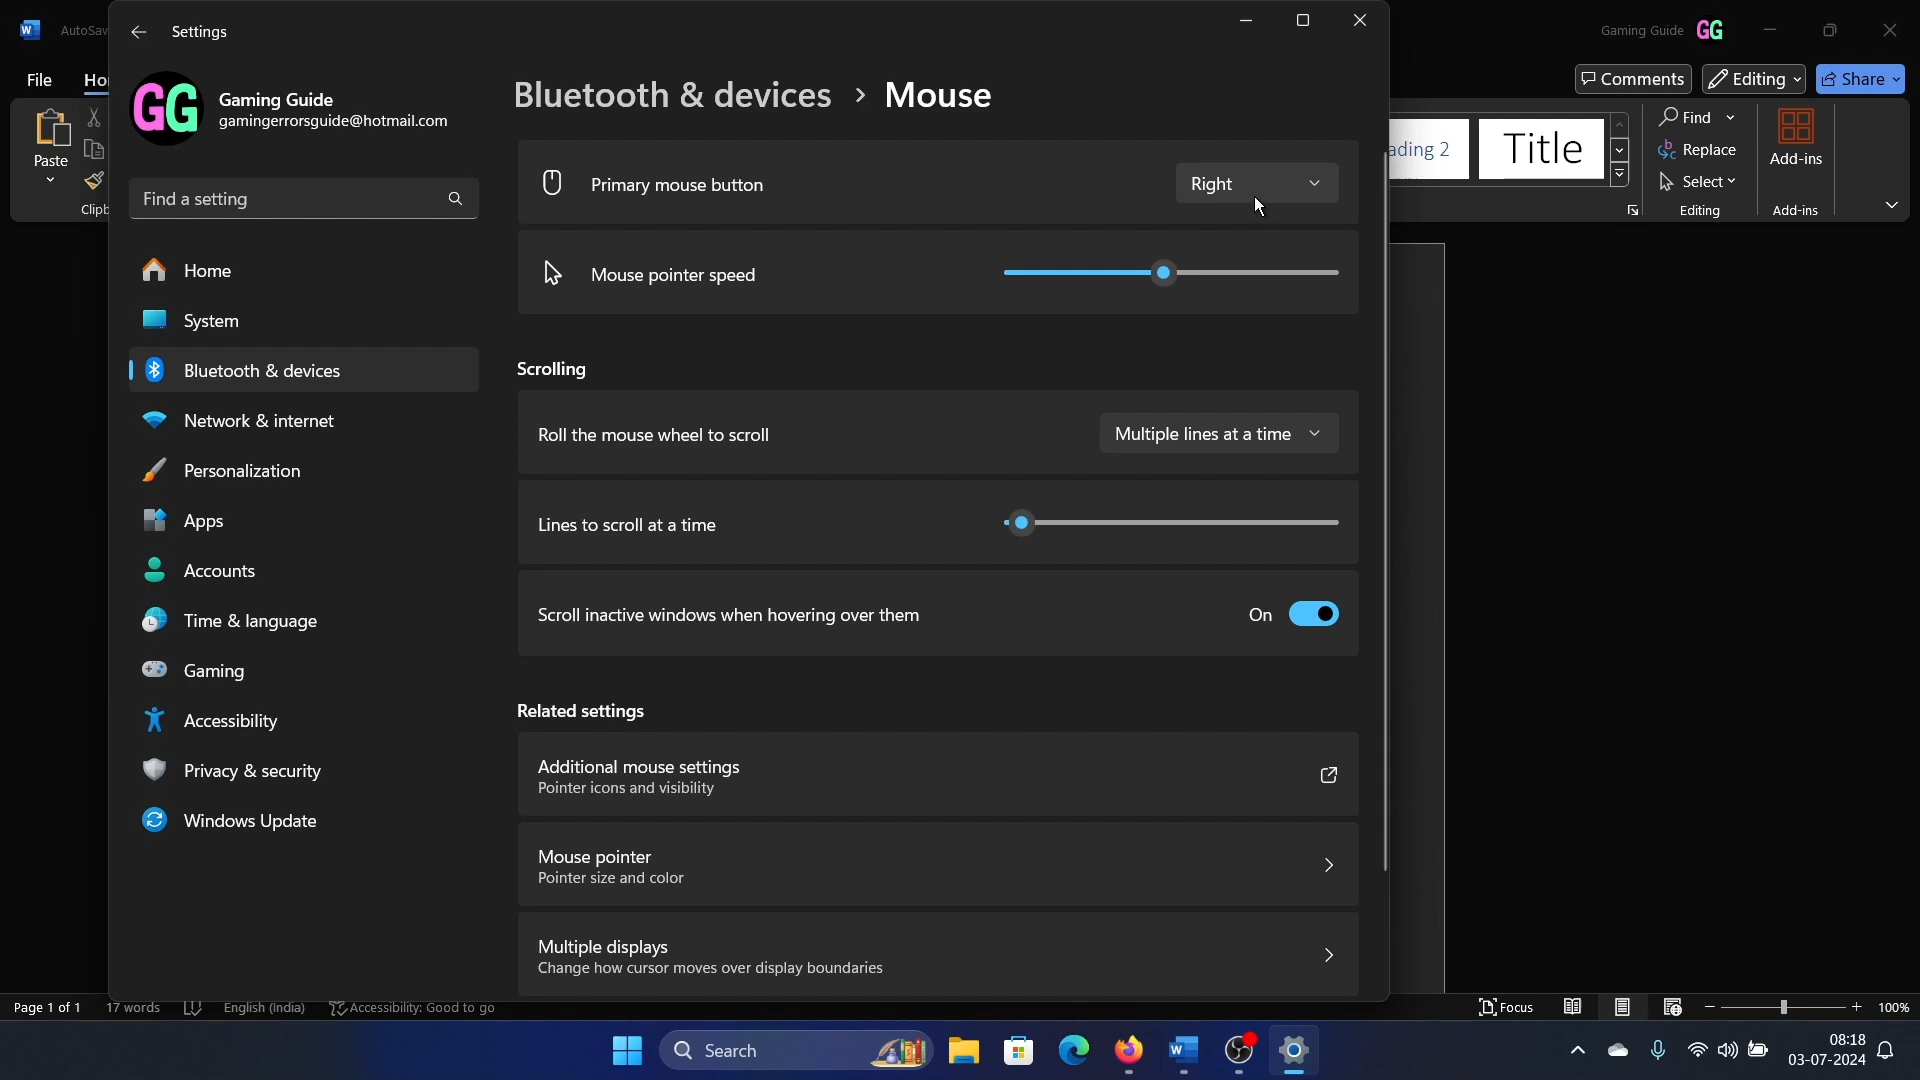 AutoSav
Settings
Gaming Guide GG
File
Ho
Comments
Editing
Share
GG
Gaming Guide
gamingerrorsguide@hotmail.com
Bluetooth & devices > Mouse
Paste
Clipb
ading 2
Title
Find
Replace
Select
Editing
Add-ins
Add-ins
Find a setting
Home
System
Bluetooth & devices
Network & internet
Personalization
Apps
Accounts
Time & language
Gaming
Accessibility
Privacy & security
Windows Update
Primary mouse button
Right
Mouse pointer speed
Scrolling
Roll the mouse wheel to scroll
Multiple lines at a time
Lines to scroll at a time
Scroll inactive windows when hovering over them
On
Related settings
Additional mouse settings
Pointer icons and visibility
Mouse pointer
Pointer size and color
Multiple displays
Change how cursor moves over display boundaries
Page 1 of 1
17 words
English (India)
Accessibility: Good to go
Focus
100%
Search
08:18
03-07-2024